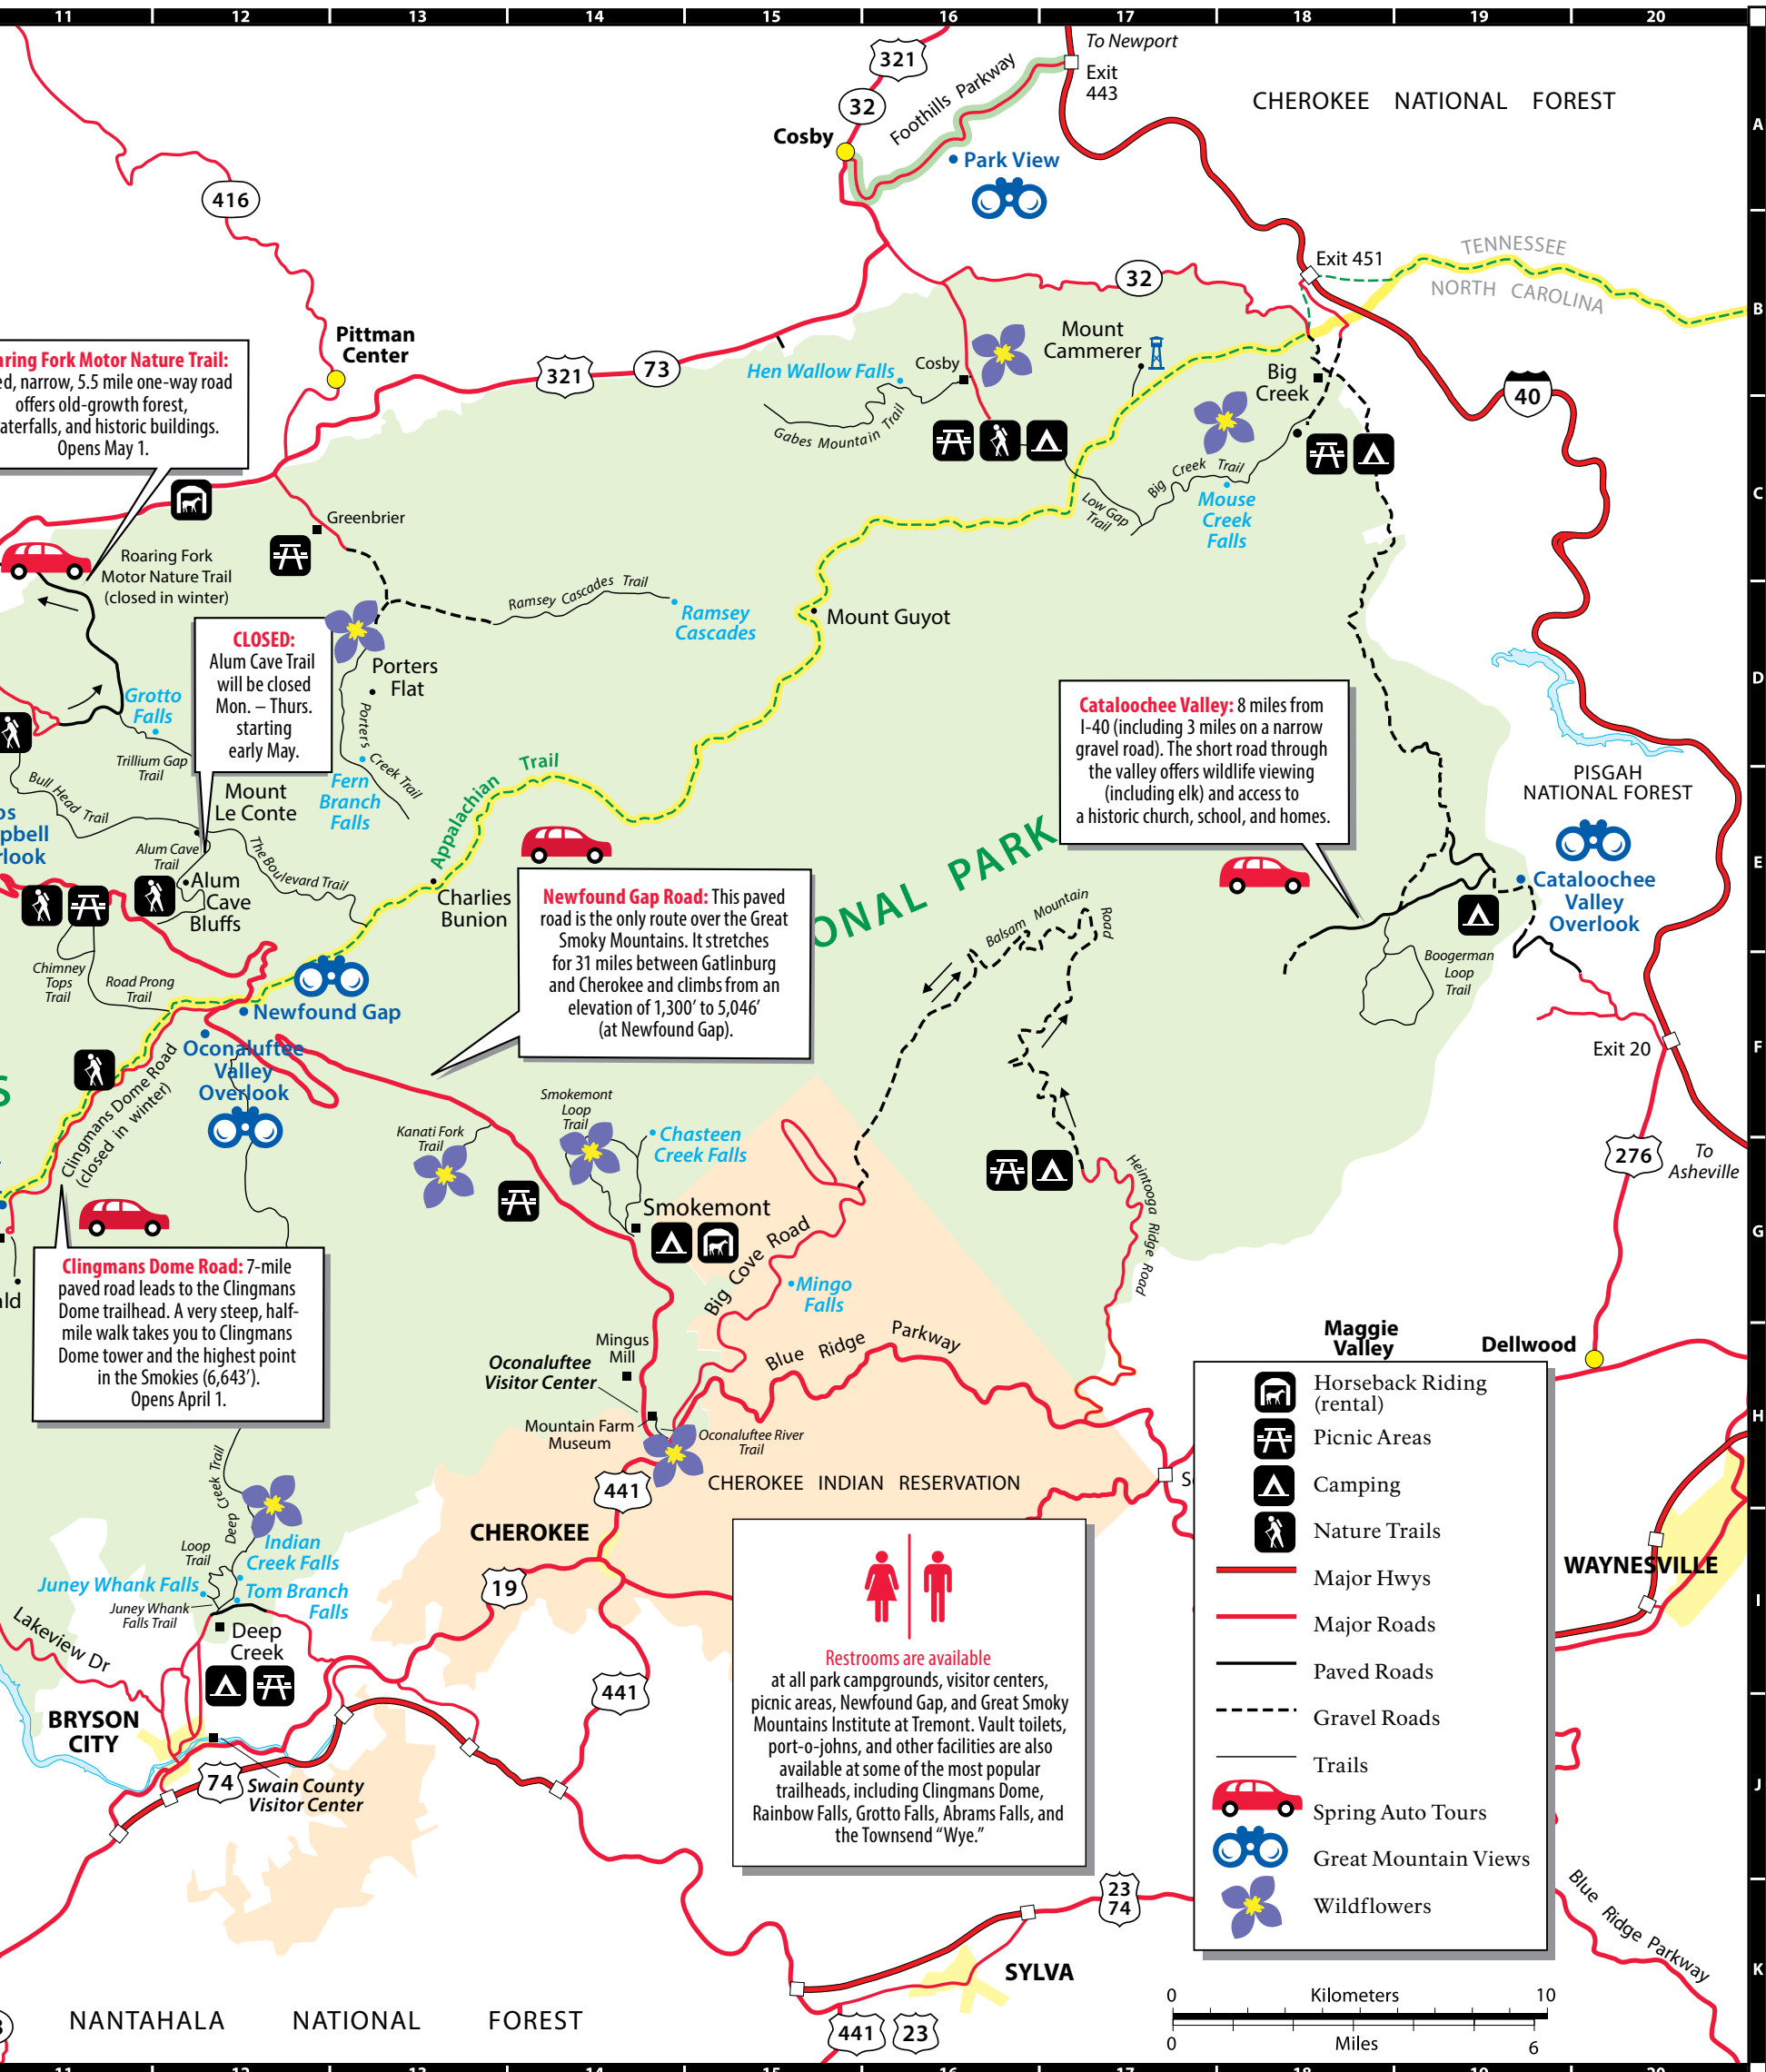 11 12 13 14 15 16 17 18 19 20
A
B
C
D
E
F
G
H
I
J
K
321
32
Foothills Parkway
To Newport
Exit
443
CHEROKEE NATIONAL FOREST
Cosby
Park View
416
TENNESSEE
NORTH CAROLINA
Exit 451
32
Pittman
Center
321
73
Hen Wallow Falls
Cosby
Gabes Mountain Trail
Mount
Cammerer
Big
Creek
40
Roaring Fork Motor Nature Trail:
narrow, 5.5 mile one-way road
offers old-growth forest,
waterfalls, and historic buildings.
Opens May 1.
Greenbrier
Roaring Fork
Motor Nature Trail
(closed in winter)
Low Gap
Trail
Big Creek Trail
Mouse
Creek
Falls
Ramsey Cascades Trail
Ramsey
Cascades
Mount Guyot
CLOSED:
Alum Cave Trail
will be closed
Mon. – Thurs.
starting
early May.
Porters
Flat
Porters Creek Trail
Fern
Branch
Falls
Grotto
Falls
Trillium Gap
Trail
Bull Head Trail
Mount
Le Conte
Appalachian Trail
Cataloochee Valley: 8 miles from
I-40 (including 3 miles on a narrow
gravel road). The short road through
the valley offers wildlife viewing
(including elk) and access to
a historic church, school, and homes.
PISGAH
NATIONAL FOREST
Cataloochee
Valley
Overlook
Alum Cave
Trail
The Boulevard Trail
Alum
Cave
Bluffs
Charlies
Bunion
ONAL PARK
Newfound Gap Road: This paved
road is the only route over the Great
Smoky Mountains. It stretches
for 31 miles between Gatlinburg
and Cherokee and climbs from an
elevation of 1,300′ to 5,046′
(at Newfound Gap).
Balsam Mountain Road
Boogerman
Loop
Trail
Chimney
Tops
Trail
Road Prong
Trail
Newfound Gap
Oconaluftee
Valley
Overlook
Exit 20
S
Clingmans Dome Road
(closed in winter)
Smokemont
Loop
Trail
Kanati Fork
Trail
Chasteen
Creek Falls
276
To
Asheville
Smokemont
Heintooga Ridge Road
Big Cove Road
Mingo
Falls
Clingmans Dome Road: 7-mile
paved road leads to the Clingmans
Dome trailhead. A very steep, half-
mile walk takes you to Clingmans
Dome tower and the highest point
in the Smokies (6,643′).
Opens April 1.
Mingus
Mill
Oconaluftee
Visitor Center
Blue Ridge Parkway
Maggie
Valley
Dellwood
Mountain Farm
Museum
Oconaluftee River
Trail
CHEROKEE INDIAN RESERVATION
441
CHEROKEE
19
Deep Creek Trail
Indian
Creek Falls
Loop
Trail
Juney Whank Falls
Tom Branch
Falls
Juney Whank
Falls Trail
Deep
Creek
Lakeview Dr
441
BRYSON
CITY
74
Swain County
Visitor Center
Restrooms are available
at all park campgrounds, visitor centers,
picnic areas, Newfound Gap, and Great Smoky
Mountains Institute at Tremont. Vault toilets,
port-o-johns, and other facilities are also
available at some of the most popular
trailheads, including Clingmans Dome,
Rainbow Falls, Grotto Falls, Abrams Falls, and
the Townsend “Wye.”
Horseback Riding
(rental)
Picnic Areas
Camping
Nature Trails
Major Hwys
Major Roads
Paved Roads
Gravel Roads
Trails
Spring Auto Tours
Great Mountain Views
Wildflowers
WAYNESVILLE
23
74
SYLVA
Blue Ridge Parkway
441
23
0 Kilometers 10
0 Miles 6
NANTAHALA NATIONAL FOREST